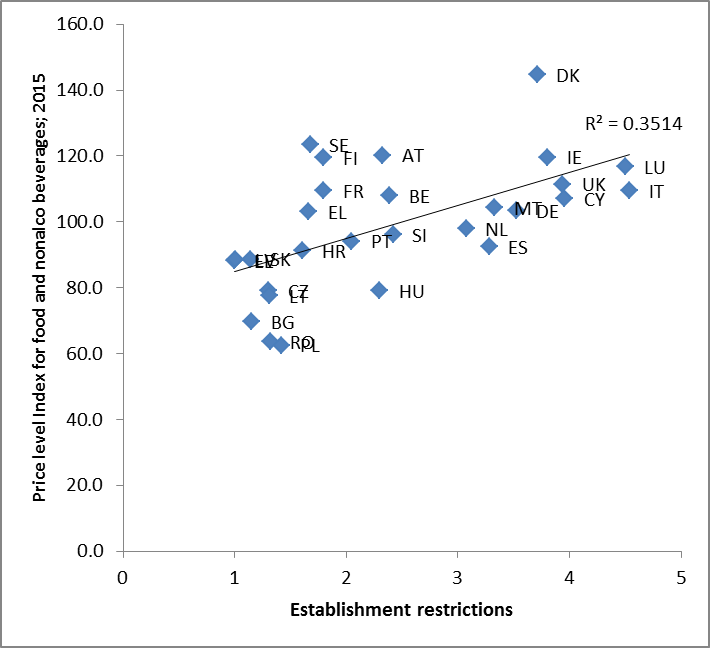 Price level Index for food and nonalco beverages; 2015
160.0
140.0
120.0
100.0
80.0
60.0
40.0
20.0
0.0
DK
R² = 0.3514
SE
FI
AT
IE
LU
FR
BE
UK
IT
CY
EL
MT
DE
NL
SI
PT
ES
HR
SK
CZ
LT
HU
BG
RO
PL
0 1 2 3 4 5
Establishment restrictions